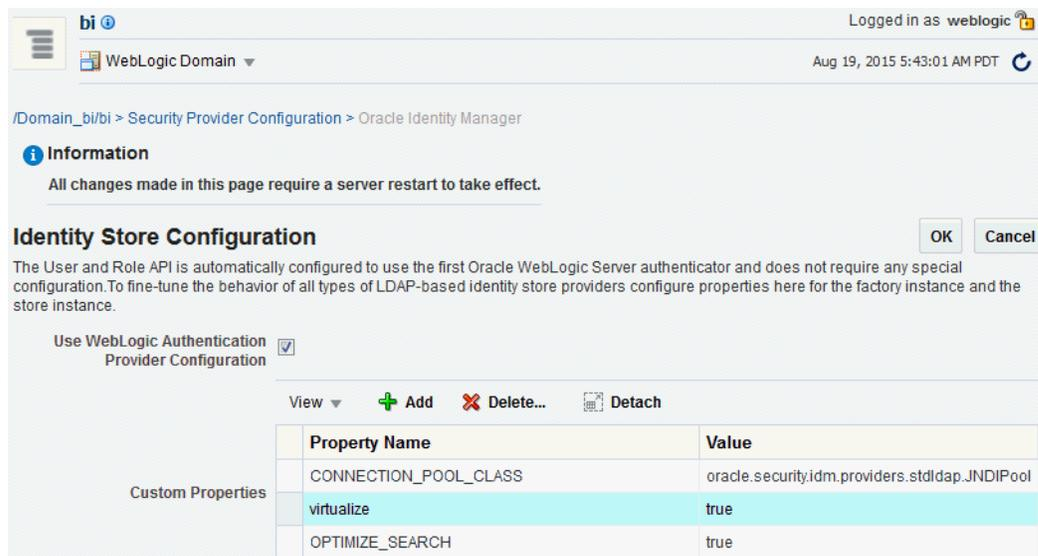 bi
Logged in as weblogic
WebLogic Domain
Aug 19, 2015 5:43:01 AM PDT
/Domain_bi/bi > Security Provider Configuration > Oracle Identity Manager
Information
All changes made in this page require a server restart to take effect.
Identity Store Configuration
OK
Cancel
The User and Role API is automatically configured to use the first Oracle WebLogic Server authenticator and does not require any special
configuration.To fine-tune the behavior of all types of LDAP-based identity store providers configure properties here for the factory instance and the
store instance.
Use WebLogic Authentication
Provider Configuration
View
Add
Delete...
Detach
Custom Properties
Property Name
Value
CONNECTION_POOL_CLASS
oracle.security.idm.providers.stdldap.JNDIPool
virtualize
true
OPTIMIZE_SEARCH
true